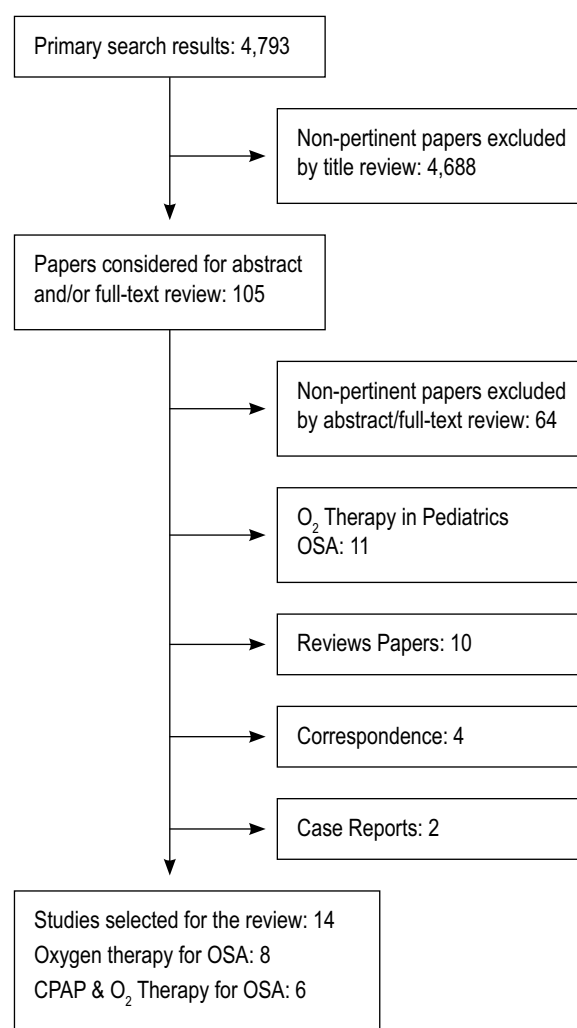 Primary search results: 4,793
Non-pertinent papers excluded
by title review: 4,688
Papers considered for abstract
and/or full-text review: 105
Non-pertinent papers excluded
by abstract/full-text review: 64
O₂ Therapy in Pediatrics
OSA: 11
Reviews Papers: 10
Correspondence: 4
Case Reports: 2
Studies selected for the review: 14
Oxygen therapy for OSA: 8
CPAP & O₂ Therapy for OSA: 6